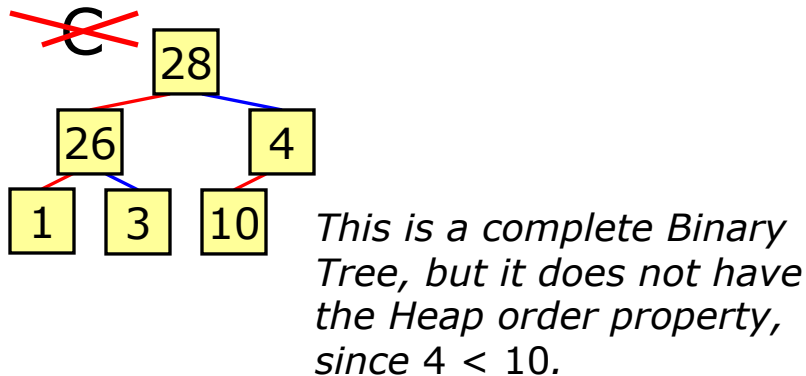 C
28
26 4
1 3 10
This is a complete Binary
Tree, but it does not have
the Heap order property,
since 4 < 10.